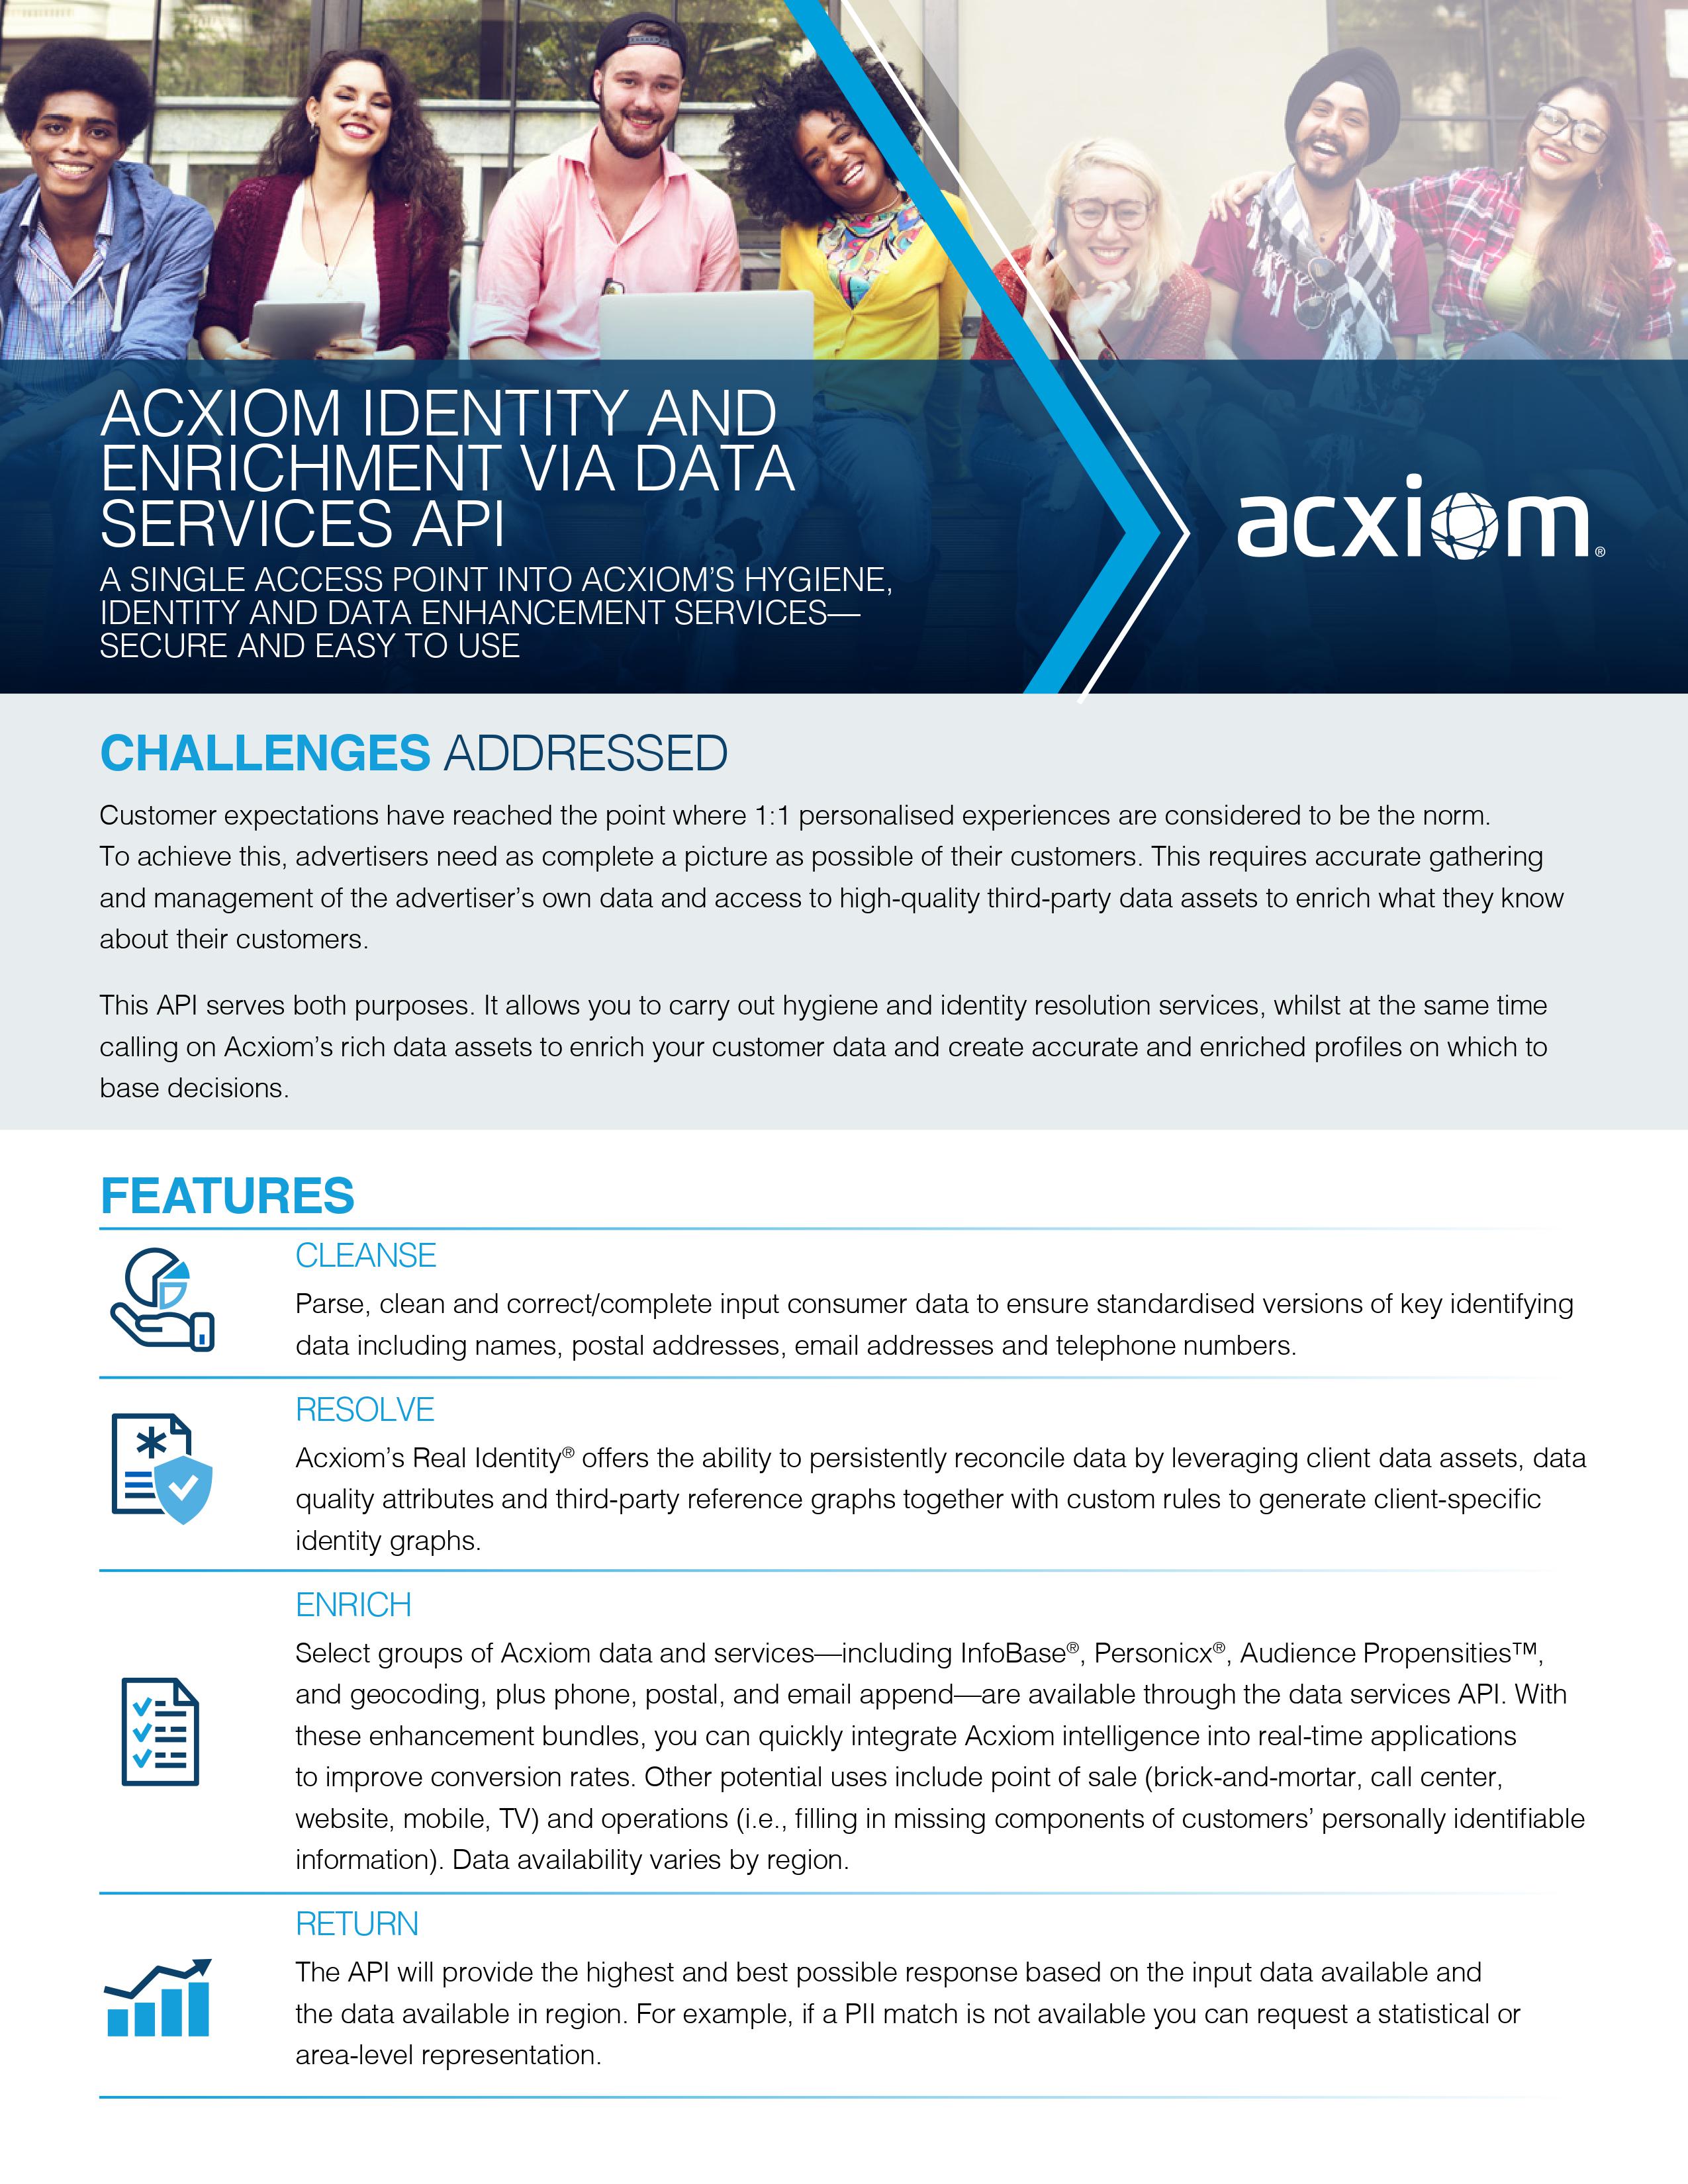 ACXIOM IDENTITY AND
ENRICHMENT VIA DATA
SERVICES API
A SINGLE ACCESS POINT INTO ACXIOM'S HYGIENE,
IDENTITY AND DATA ENHANCEMENT SERVICES—
SECURE AND EASY TO USE
acxiom®
CHALLENGES ADDRESSED
Customer expectations have reached the point where 1:1 personalised experiences are considered to be the norm.
To achieve this, advertisers need as complete a picture as possible of their customers. This requires accurate gathering
and management of the advertiser's own data and access to high-quality third-party data assets to enrich what they know
about their customers.
This API serves both purposes. It allows you to carry out hygiene and identity resolution services, whilst at the same time
calling on Acxiom's rich data assets to enrich your customer data and create accurate and enriched profiles on which to
base decisions.
FEATURES
CLEANSE
Parse, clean and correct/complete input consumer data to ensure standardised versions of key identifying
data including names, postal addresses, email addresses and telephone numbers.
RESOLVE
Acxiom's Real Identity® offers the ability to persistently reconcile data by leveraging client data assets, data
quality attributes and third-party reference graphs together with custom rules to generate client-specific
identity graphs.
ENRICH
Select groups of Acxiom data and services—including InfoBase®, Personicx®, Audience Propensities™,
and geocoding, plus phone, postal, and email append—are available through the data services API. With
these enhancement bundles, you can quickly integrate Acxiom intelligence into real-time applications
to improve conversion rates. Other potential uses include point of sale (brick-and-mortar, call center,
website, mobile, TV) and operations (i.e., filling in missing components of customers' personally identifiable
information). Data availability varies by region.
RETURN
The API will provide the highest and best possible response based on the input data available and
the data available in region. For example, if a PII match is not available you can request a statistical or
area-level representation.